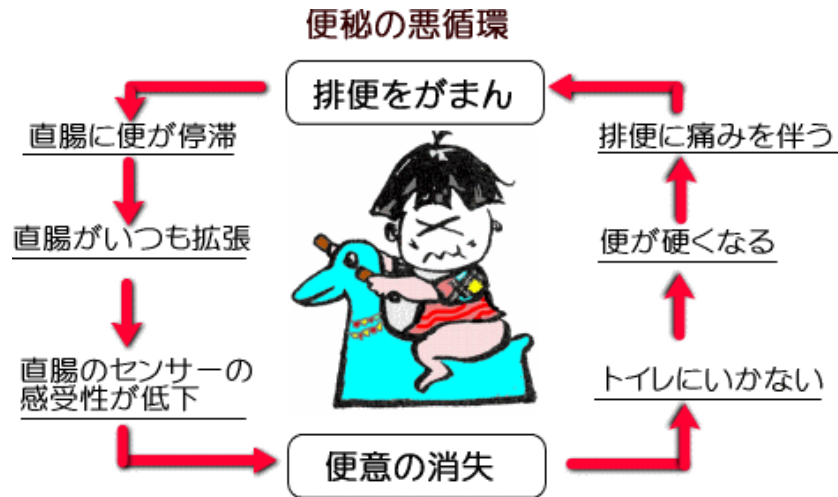 便秘の悪循環
排便をがまん
直腸に便が停滞
直腸がいつも拡張
直腸のセンサーの
感受性が低下
便意の消失
トイレにいかない
便が硬くなる
排便に痛みを伴う